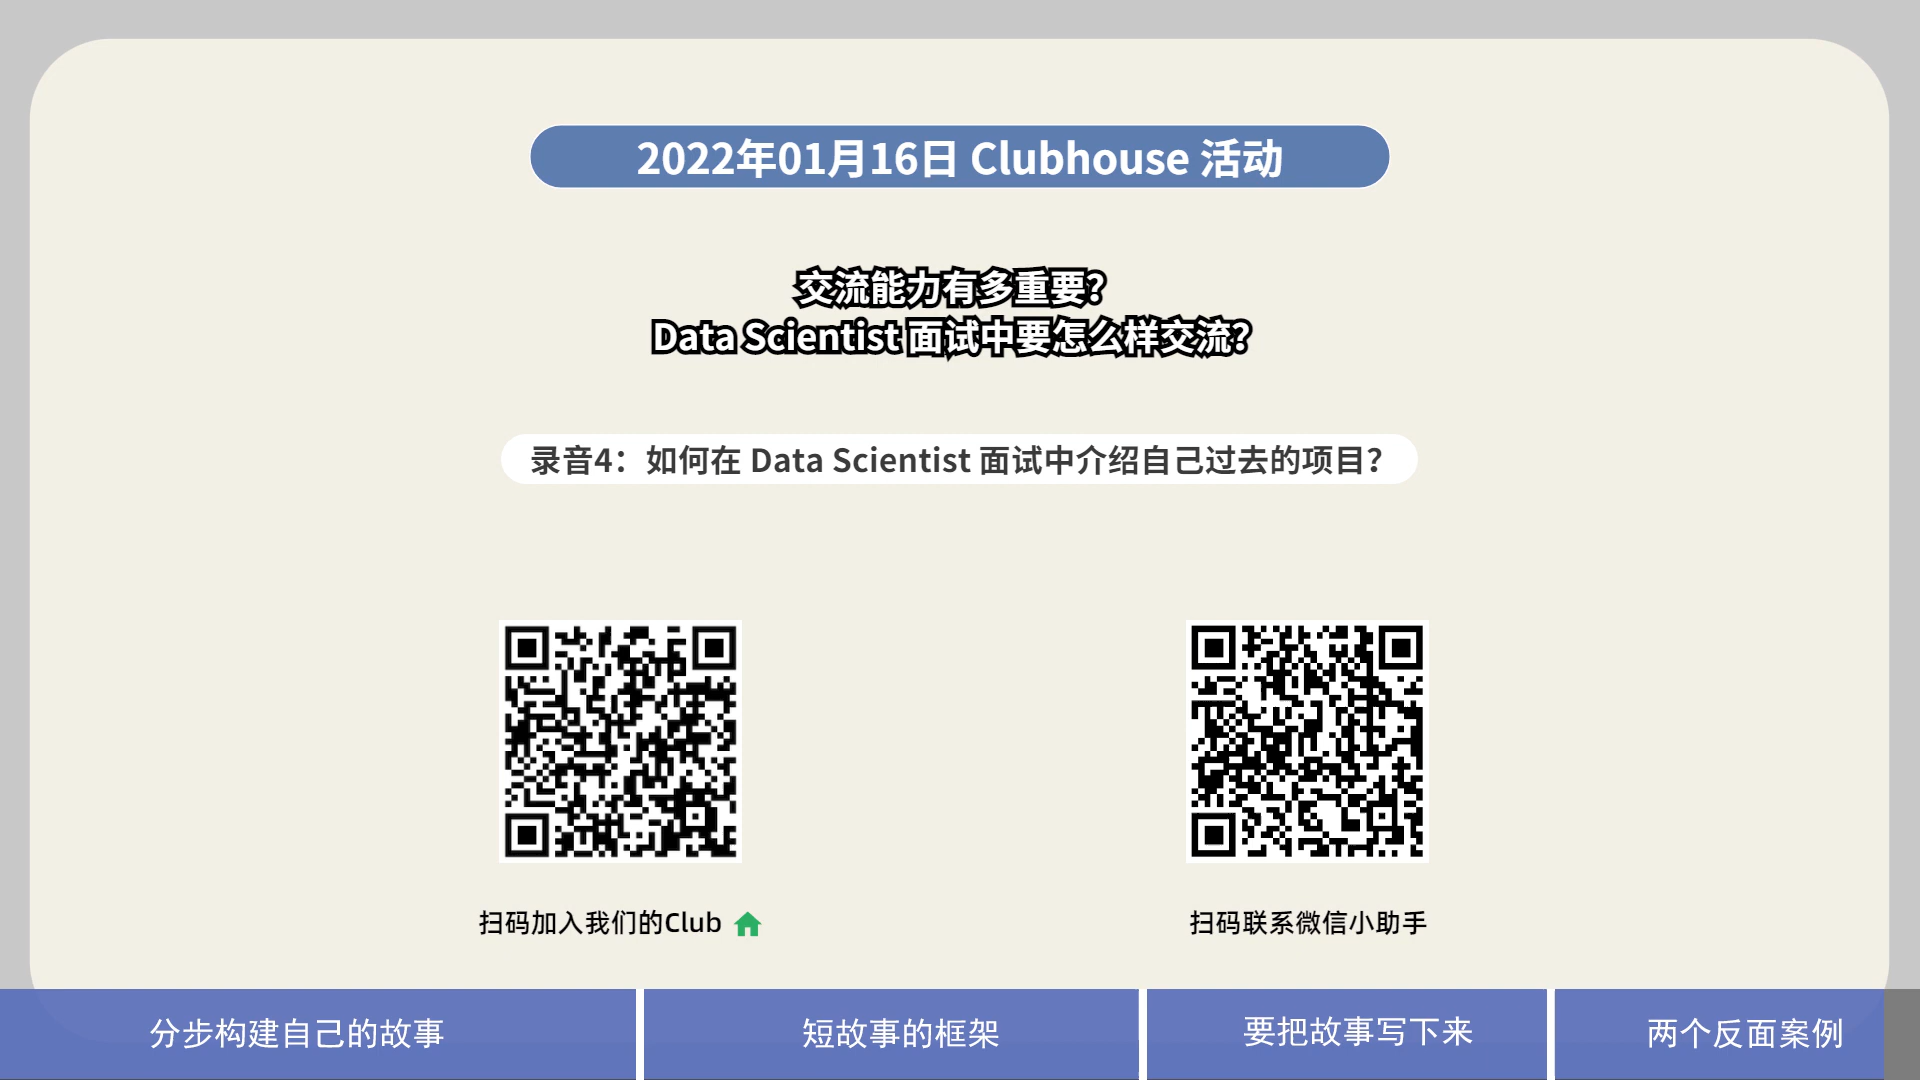 2022年01月16日 Clubhouse 活动
交流能力有多重要？
Data Scientist 面试中要怎么样交流？
录音4：如何在 Data Scientist 面试中介绍自己过去的项目？
扫码加入我们的Club
扫码联系微信小助手
分步构建自己的故事
短故事的框架
要把故事写下来
两个反面案例